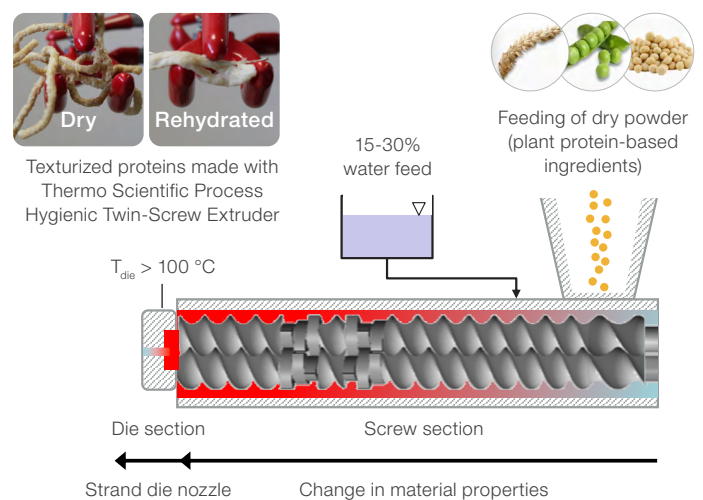 Dry
Rehydrated
Texturized proteins made with
Thermo Scientific Process
Hygienic Twin-Screw Extruder
15-30%
water feed
Feeding of dry powder
(plant protein-based
ingredients)
Tdie > 100 °C
Die section
Screw section
Strand die nozzle
Change in material properties